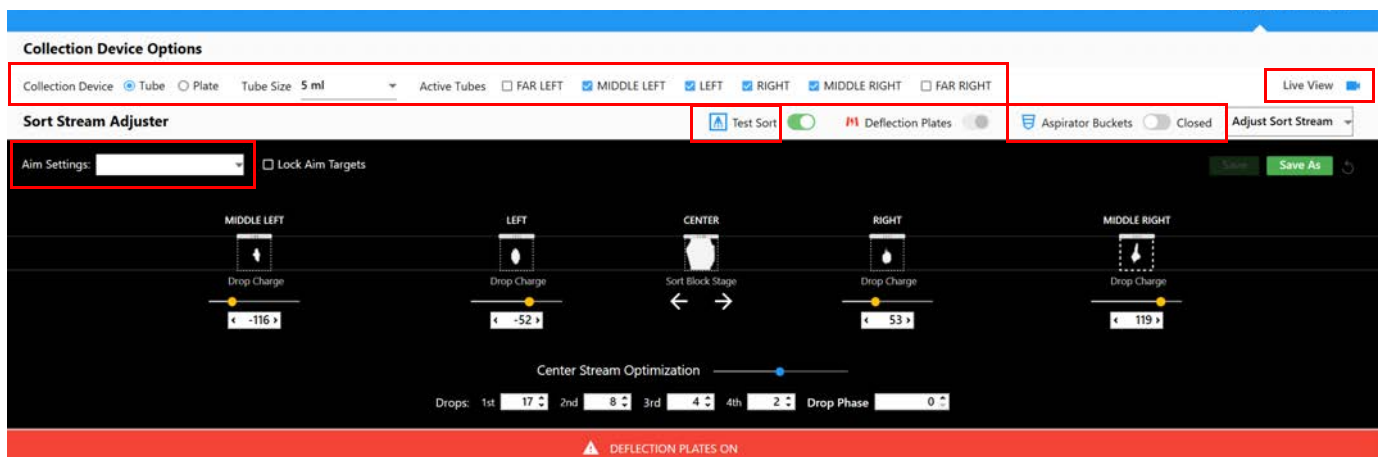 Collection Device Options
Collection Device Tube Plate Tube Size 5 ml Active Tubes FAR LEFT MIDDLE LEFT LEFT RIGHT MIDDLE RIGHT FAR RIGHT Live View
Sort Stream Adjuster Test Sort Deflection Plates Aspirator Buckets Closed Adjust Sort Stream
Aim Settings: Lock Aim Targets Save Save As
MIDDLE LEFT LEFT CENTER RIGHT MIDDLE RIGHT
Drop Charge Drop Charge Sort Block Stage Drop Charge Drop Charge
-116 -52 53 119
Center Stream Optimization
Drops: 1st 17 2nd 8 3rd 4 4th 2 Drop Phase 0
DEFLECTION PLATES ON